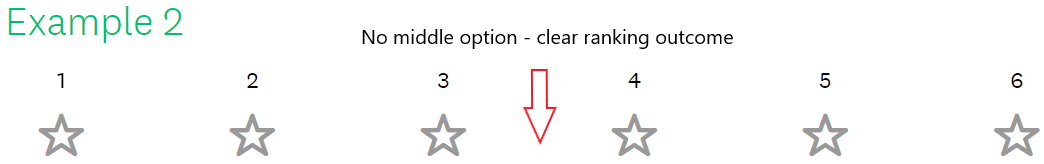 Example 2
No middle option - clear ranking outcome
1 2 3 4 5 6